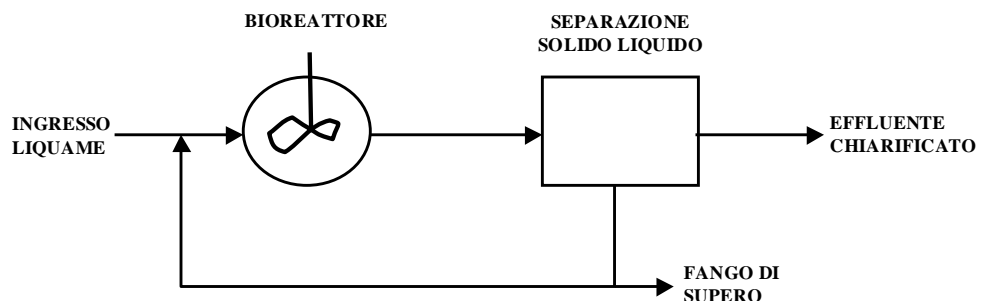 BIOREATTORE
SEPARAZIONE
SOLIDO LIQUIDO
INGRESSO
LIQUAME
EFFLUENTE
CHIARIFICATO
FANGO DI
SUPERO